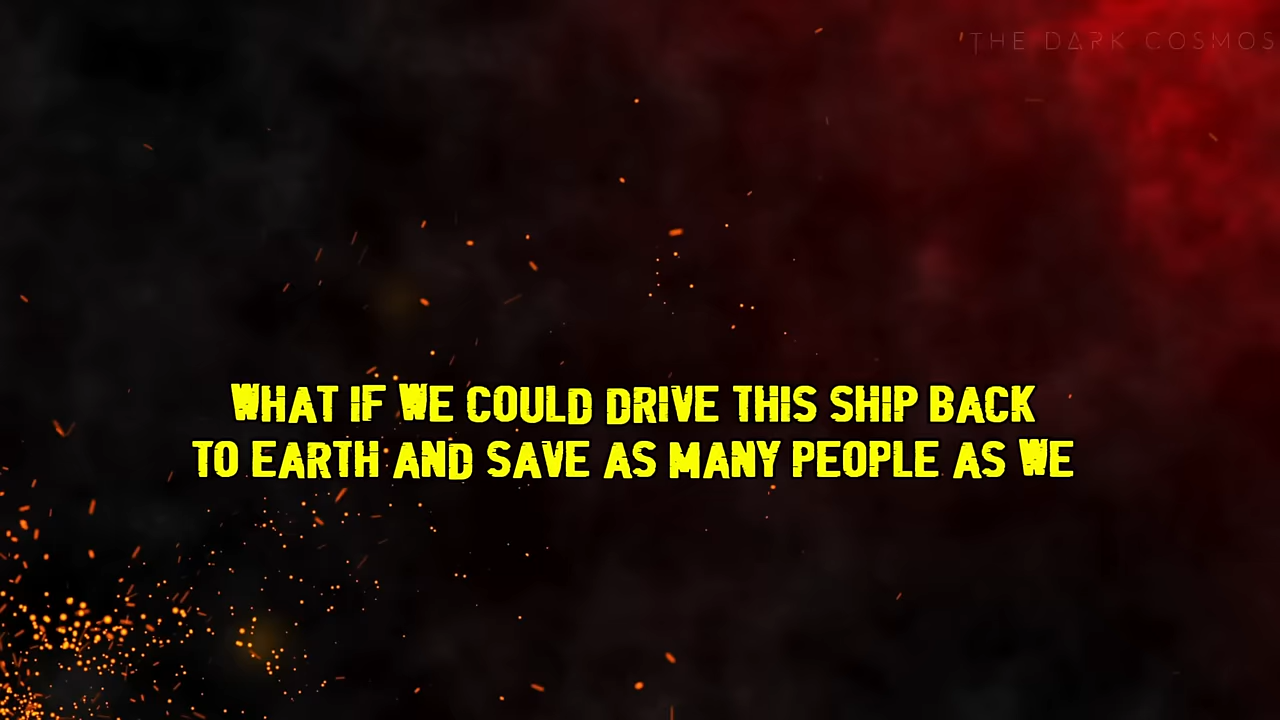 THE DARK COSMOS
WHAT IF WE COULD DRIVE THIS SHIP BACK
TO EARTH AND SAVE AS MANY PEOPLE AS WE